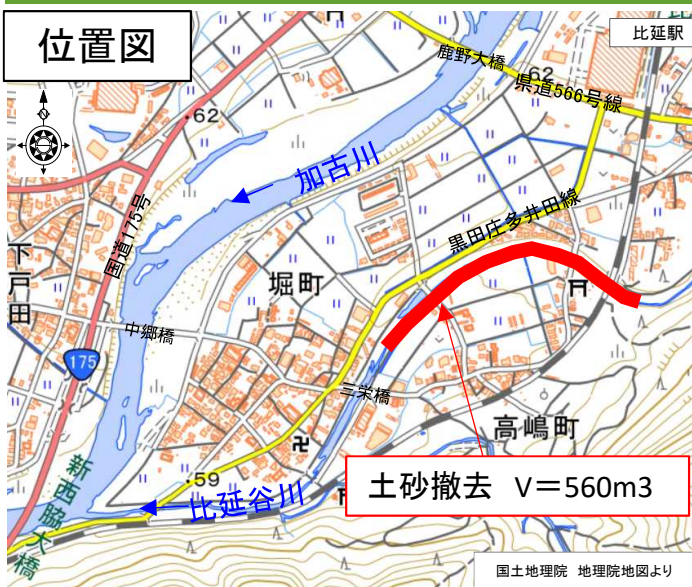 位置図
比延駅
鹿野大橋
62
県道566号線
62
加古川
国道175号
黒田庄多井田線
堀町
下戸田
中郷橋
175
三栄橋
高嶋町
新西脇大橋
59
比延谷川
土砂撤去 V=560m3
国土地理院 地理院地図より